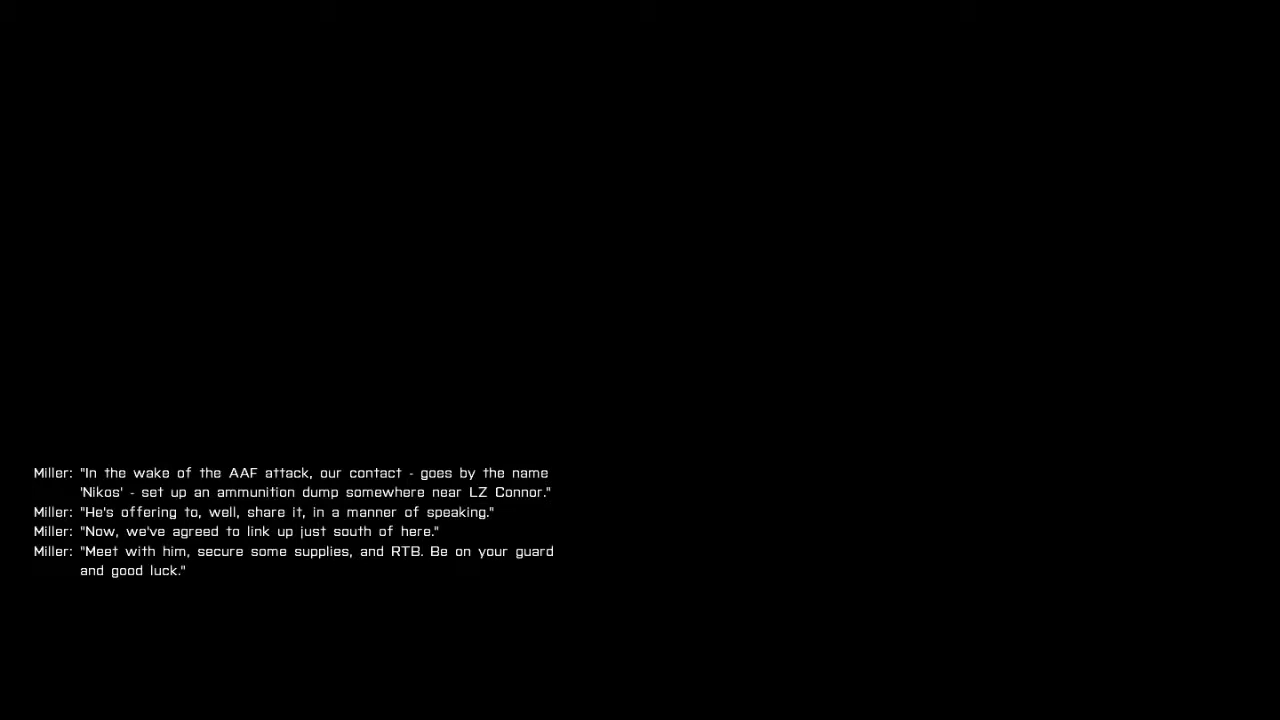 Miller: "In the wake of the AAF attack, our contact - goes by the name
'Nikos' - set up an ammunition dump somewhere near LZ Connor."
Miller: "He's offering to, well, share it, in a manner of speaking."
Miller: "Now, we've agreed to link up just south of here."
Miller: "Meet with him, secure some supplies, and RTB. Be on your guard
and good luck."